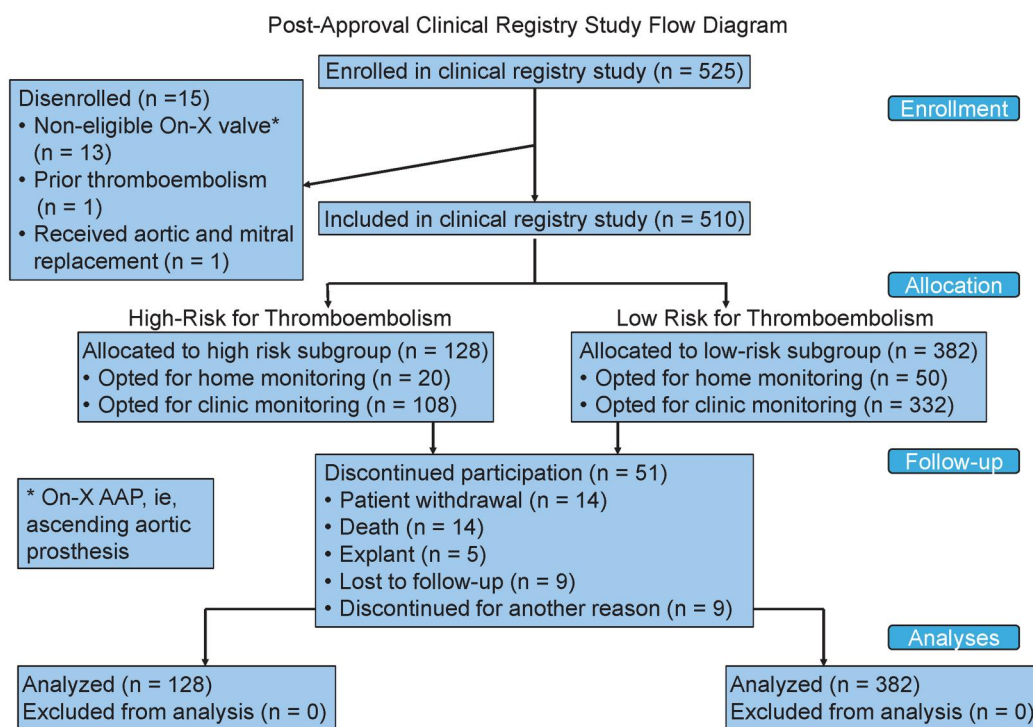 Post-Approval Clinical Registry Study Flow Diagram
Enrolled in clinical registry study (n = 525)
Enrollment
Disenrolled (n =15)
• Non-eligible On-X valve*
(n = 13)
• Prior thromboembolism
(n = 1)
• Received aortic and mitral
replacement (n = 1)
Included in clinical registry study (n = 510)
Allocation
High-Risk for Thromboembolism
Allocated to high risk subgroup (n = 128)
• Opted for home monitoring (n = 20)
• Opted for clinic monitoring (n = 108)
Low Risk for Thromboembolism
Allocated to low-risk subgroup (n = 382)
• Opted for home monitoring (n = 50)
• Opted for clinic monitoring (n = 332)
Follow-up
Discontinued participation (n = 51)
• Patient withdrawal (n = 14)
• Death (n = 14)
• Explant (n = 5)
• Lost to follow-up (n = 9)
• Discontinued for another reason (n = 9)
* On-X AAP, ie,
ascending aortic
prosthesis
Analyses
Analyzed (n = 128)
Excluded from analysis (n = 0)
Analyzed (n = 382)
Excluded from analysis (n = 0)